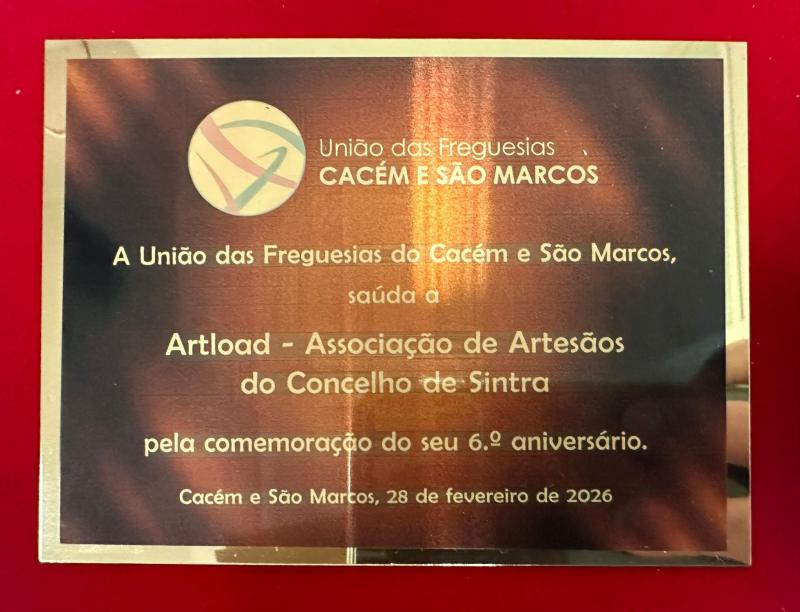 União das Freguesias
CACÉM E SÃO MARCOS
A União das Freguesias do Cacém e São Marcos,
saúda a
Artload - Associação de Artesãos
do Concelho de Sintra
pela comemoração do seu 6.º aniversário.
Cacém e São Marcos, 28 de fevereiro de 2026